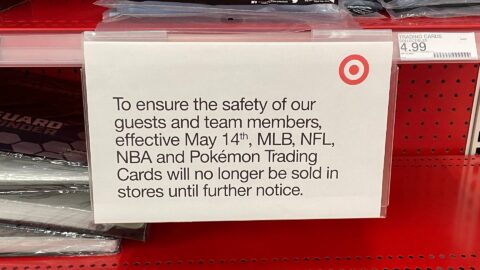 TRADING CARDS
4.99
To ensure the safety of our
guests and team members,
effective May 14th, MLB, NFL,
NBA and Pokémon Trading
Cards will no longer be sold in
stores until further notice.
GUARD